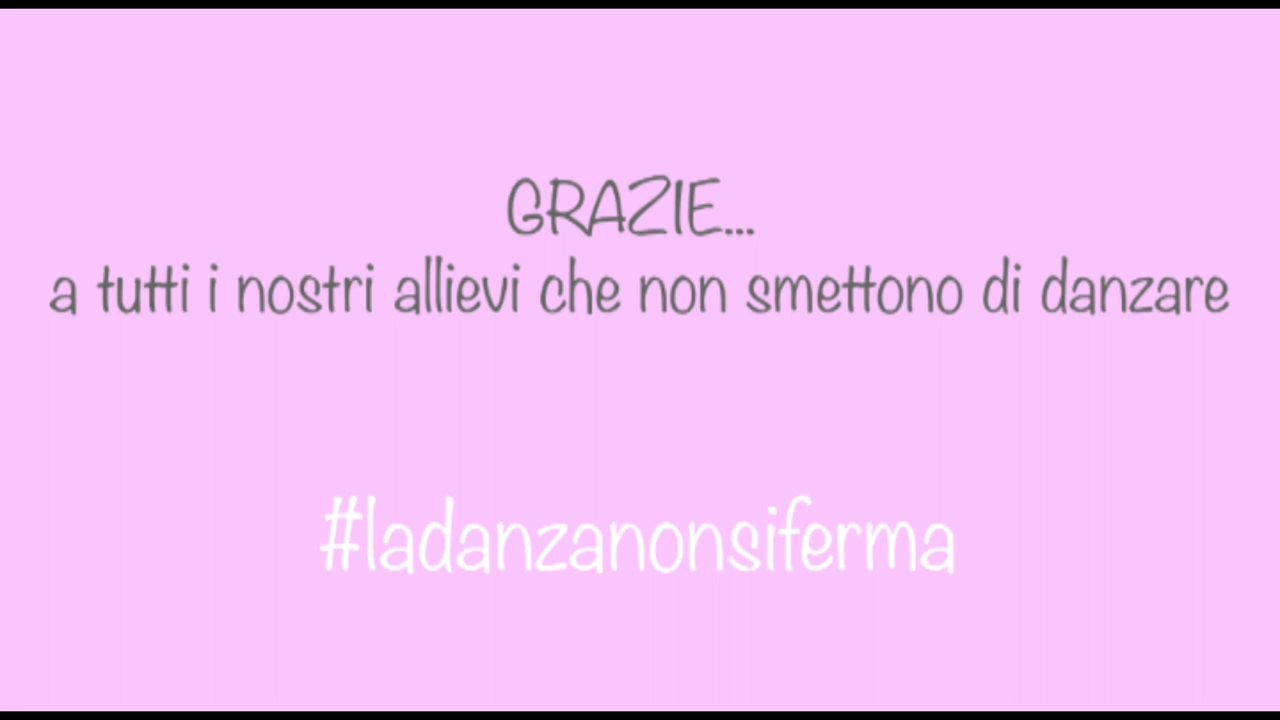 GRAZIE...
a tutti i nostri allievi che non smettono di danzare
#ladanzanonsiferma